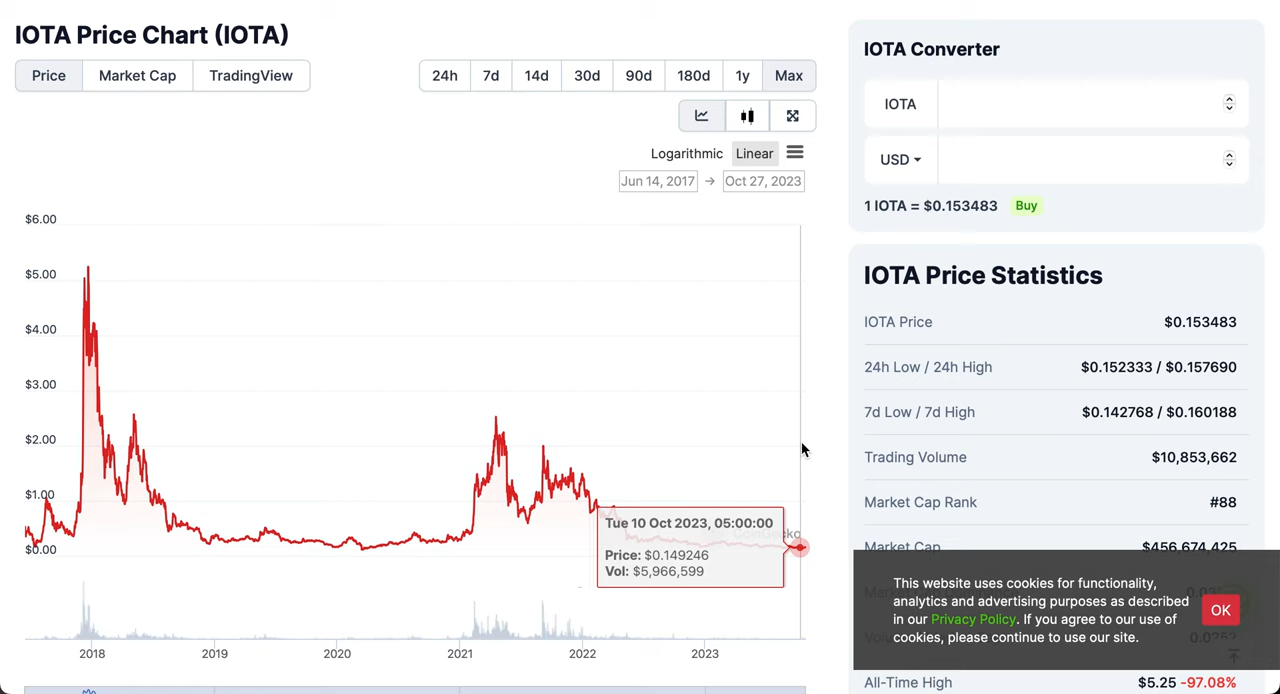 IOTA Price Chart (IOTA)
Price Market Cap TradingView
24h 7d 14d 30d 90d 180d 1y Max
Logarithmic Linear
Jun 14, 2017 → Oct 27, 2023
$6.00
$5.00
$4.00
$3.00
$2.00
$1.00
$0.00
Tue 10 Oct 2023, 05:00:00
Price: $0.149246
Vol: $5,966,599
2018 2019 2020 2021 2022 2023
IOTA Converter
IOTA
USD
1 IOTA = $0.153483 Buy
IOTA Price Statistics
IOTA Price $0.153483
24h Low / 24h High $0.152333 / $0.157690
7d Low / 7d High $0.142768 / $0.160188
Trading Volume $10,853,662
Market Cap Rank #88
Market Cap $456,674,425
This website uses cookies for functionality,
analytics and advertising purposes as described
in our Privacy Policy. If you agree to our use of
cookies, please continue to use our site.
OK
All-Time High $5.25 -97.08%